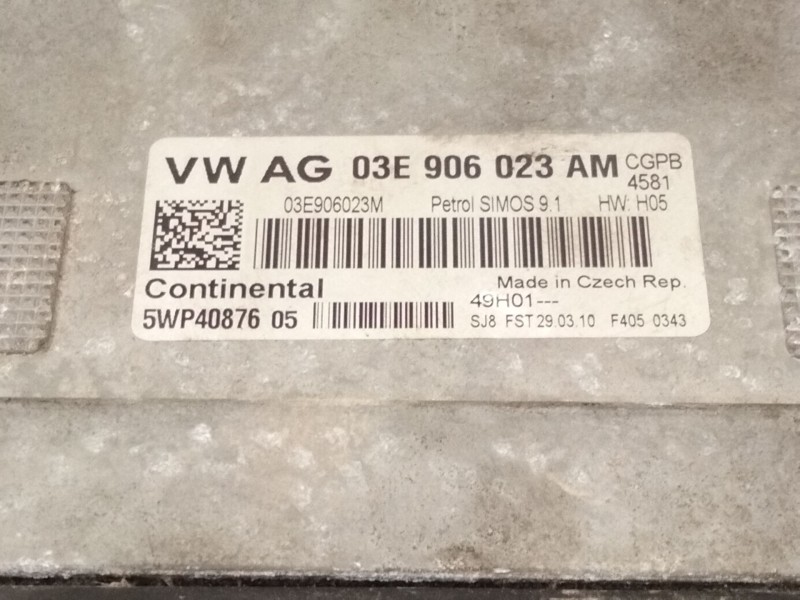 VW AG 03E 906 023 AM CGPB
4581
03E906023M Petrol SIMOS 9.1 HW: H05
Continental Made in Czech Rep.
49H01---
5WP40876 05 SJ8 FST 29.03.10 F405 0343